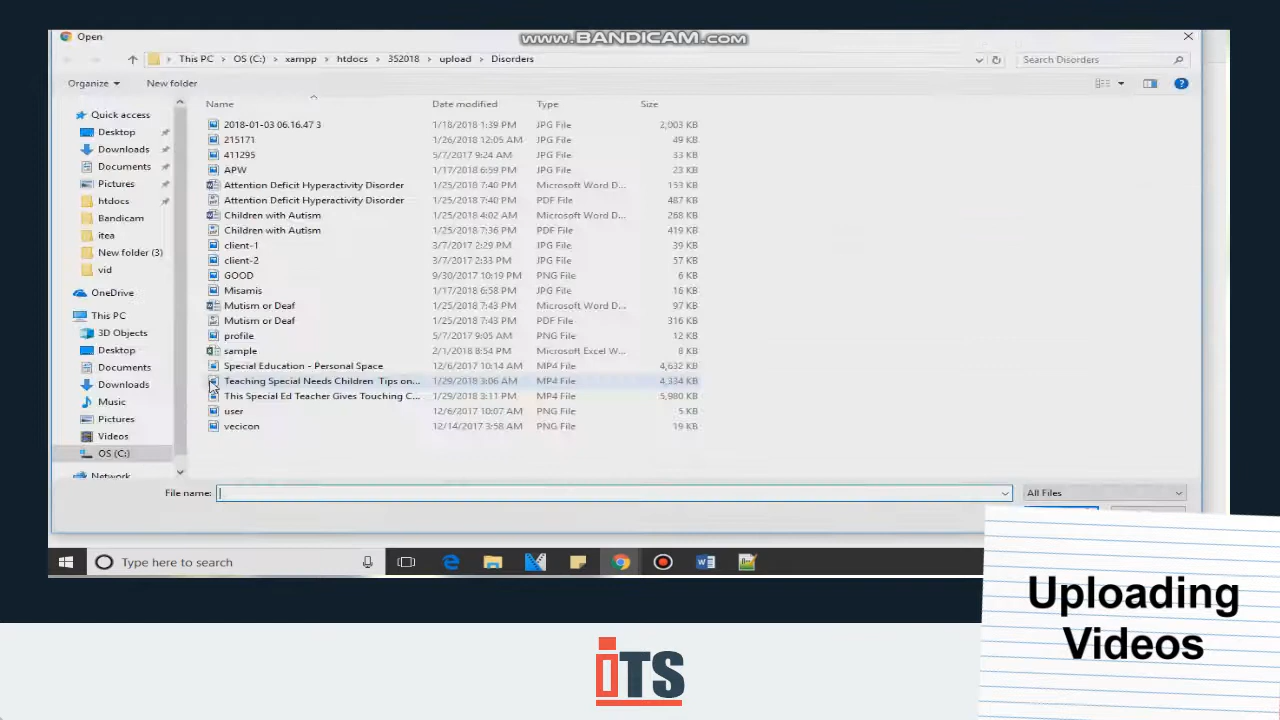 Open
www.BANDICAM.com
This PC > OS (C:) > xampp > htdocs > 352018 > upload > Disorders
Search Disorders
Organize
New folder
Name Date modified Type Size
2018-01-03 06.16.47 3 1/18/2018 1:39 PM JPG File 2,003 KB
215171 1/26/2018 12:05 AM JPG File 49 KB
411295 5/7/2017 9:24 AM JPG File 33 KB
APW 1/17/2018 6:59 PM JPG File 23 KB
Attention Deficit Hyperactivity Disorder 1/25/2018 7:40 PM Microsoft Word D... 153 KB
Attention Deficit Hyperactivity Disorder 1/25/2018 7:40 PM PDF File 487 KB
Children with Autism 1/25/2018 4:02 AM Microsoft Word D... 268 KB
Children with Autism 1/25/2018 7:36 PM PDF File 419 KB
client-1 3/7/2017 2:29 PM JPG File 39 KB
client-2 3/7/2017 2:33 PM JPG File 57 KB
GOOD 9/30/2017 10:19 PM PNG File 6 KB
Misamis 1/17/2018 6:58 PM JPG File 16 KB
Mutism or Deaf 1/25/2018 7:43 PM Microsoft Word D... 97 KB
Mutism or Deaf 1/25/2018 7:43 PM PDF File 316 KB
profile 5/7/2017 9:05 AM PNG File 12 KB
sample 2/1/2018 8:54 PM Microsoft Excel W... 8 KB
Special Education - Personal Space 12/6/2017 10:14 AM MP4 File 4,632 KB
Teaching Special Needs Children Tips on... 1/29/2018 3:06 AM MP4 File 4,334 KB
This Special Ed Teacher Gives Touching C... 1/29/2018 3:11 PM MP4 File 5,980 KB
user 12/6/2017 10:07 AM PNG File 5 KB
vecicon 12/14/2017 3:58 AM PNG File 19 KB
Quick access
Desktop
Downloads
Documents
Pictures
htdocs
Bandicam
itea
New folder (3)
vid
OneDrive
This PC
3D Objects
Desktop
Documents
Downloads
Music
Pictures
Videos
OS (C:)
Network
File name:
All Files
Type here to search
Uploading
Videos
iTS